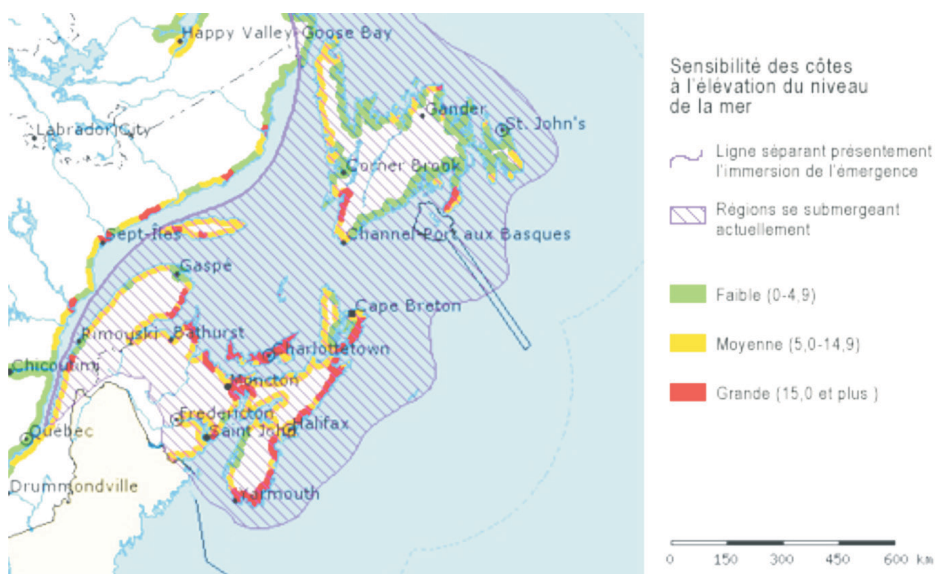 Happy Valley-Goose Bay
Labrador City
Gander
St. John's
Corner Brook
Sept-Îles
Channel-Port aux Basques
Gaspe
Cape Breton
Rimouski
Bathurst
Charlottetown
Chicoutimi
Moncton
Fredericton
Halifax
Saint John
Québec
Drummondville
Yarmouth
Sensibilité des côtes
à l'élévation du niveau
de la mer
Ligne séparant présentement
l'immersion de l'émergence
Régions se submergeant
actuellement
Faible (0-4,9)
Moyenne (5,0-14,9)
Grande (15,0 et plus )
0 150 300 450 600 km